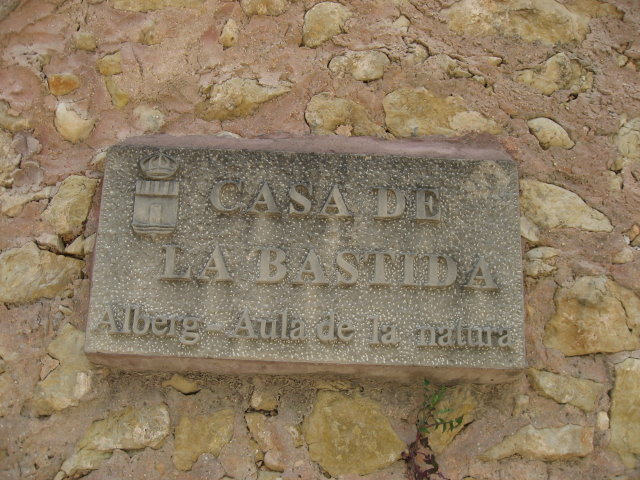 CASA DE
LA BASTIDA
Alberg - Aula de la natura